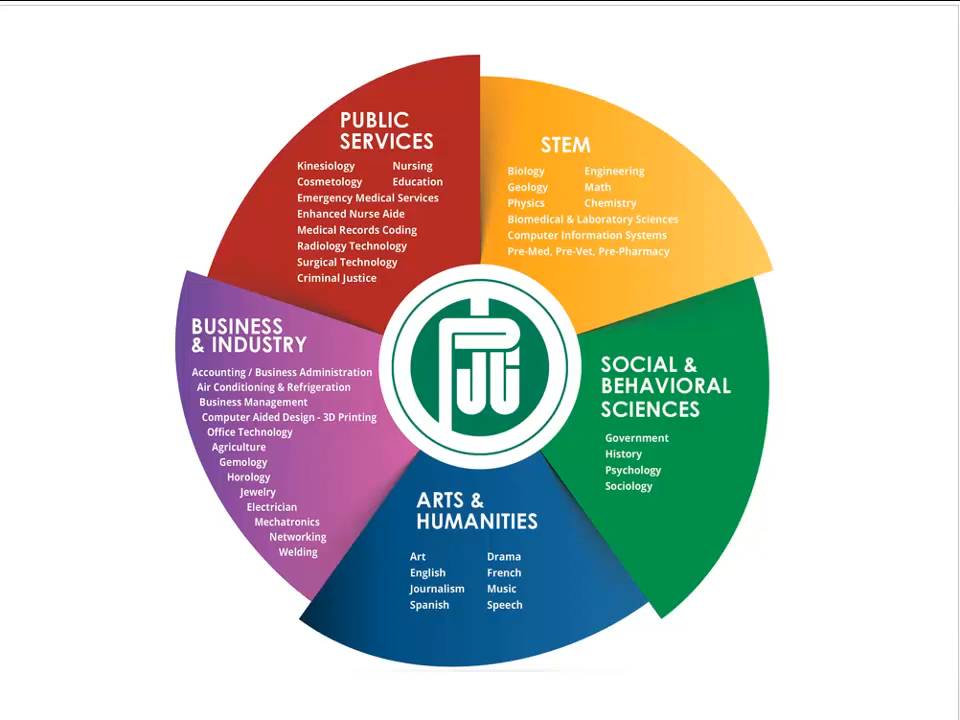 PUBLIC
SERVICES
Kinesiology Nursing
Cosmetology Education
Emergency Medical Services
Enhanced Nurse Aide
Medical Records Coding
Radiology Technology
Surgical Technology
Criminal Justice
STEM
Biology Engineering
Geology Math
Physics Chemistry
Biomedical & Laboratory Sciences
Computer Information Systems
Pre-Med, Pre-Vet, Pre-Pharmacy
BUSINESS
& INDUSTRY
Accounting / Business Administration
Air Conditioning & Refrigeration
Business Management
Computer Aided Design - 3D Printing
Office Technology
Agriculture
Gemology
Horology
Jewelry
Electrician
Mechatronics
Networking
Welding
PJC
SOCIAL &
BEHAVIORAL
SCIENCES
Government
History
Psychology
Sociology
ARTS &
HUMANITIES
Art Drama
English French
Journalism Music
Spanish Speech